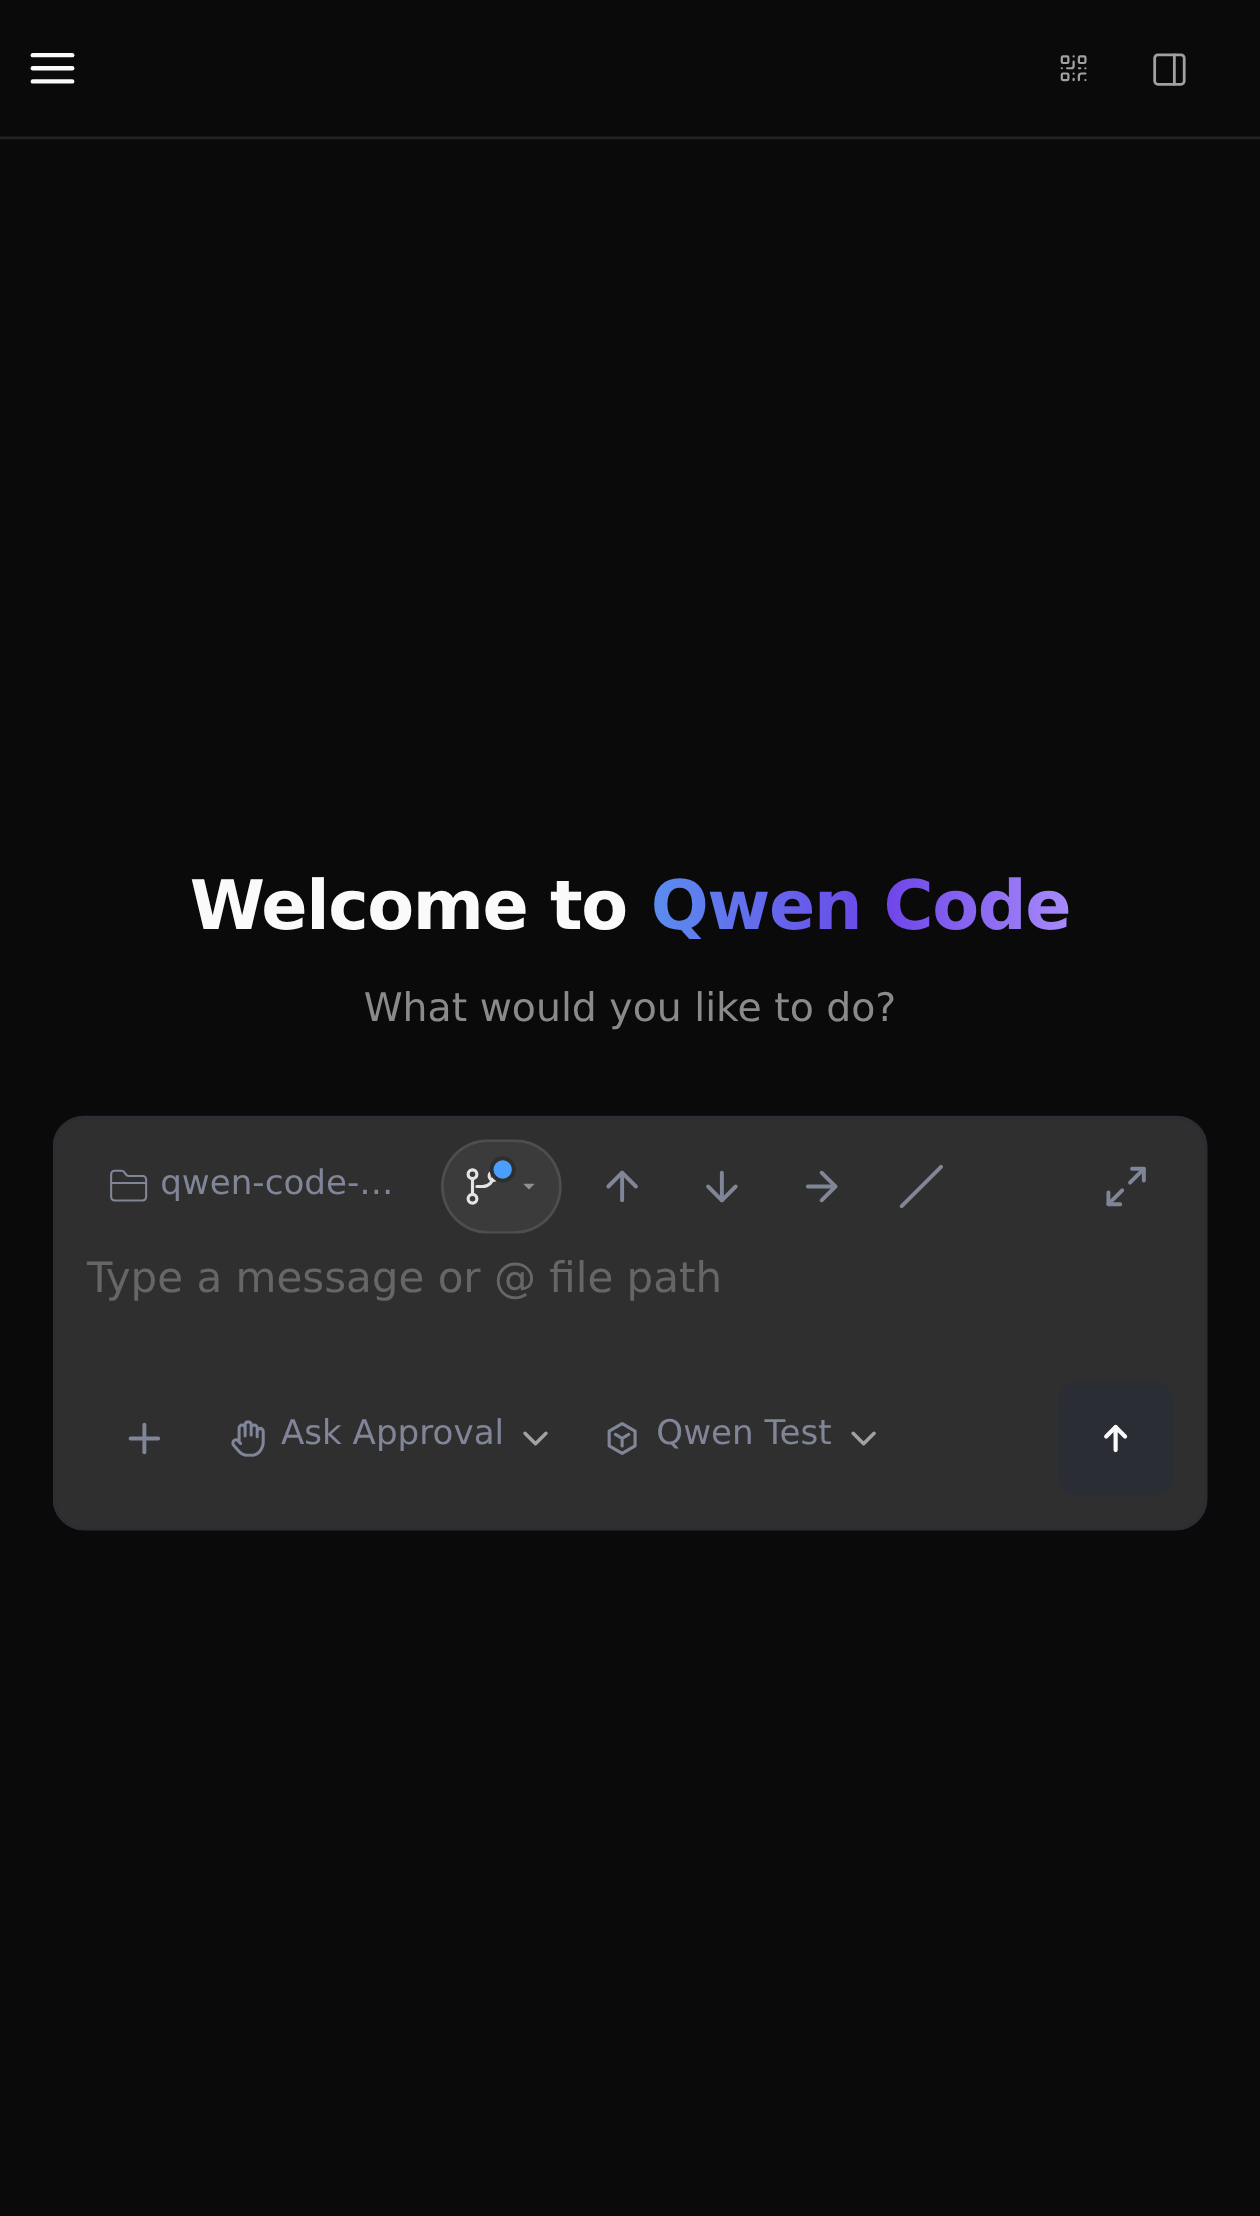 Welcome to Qwen Code
What would you like to do?
qwen-code-...
Type a message or @ file path
Ask Approval
Qwen Test